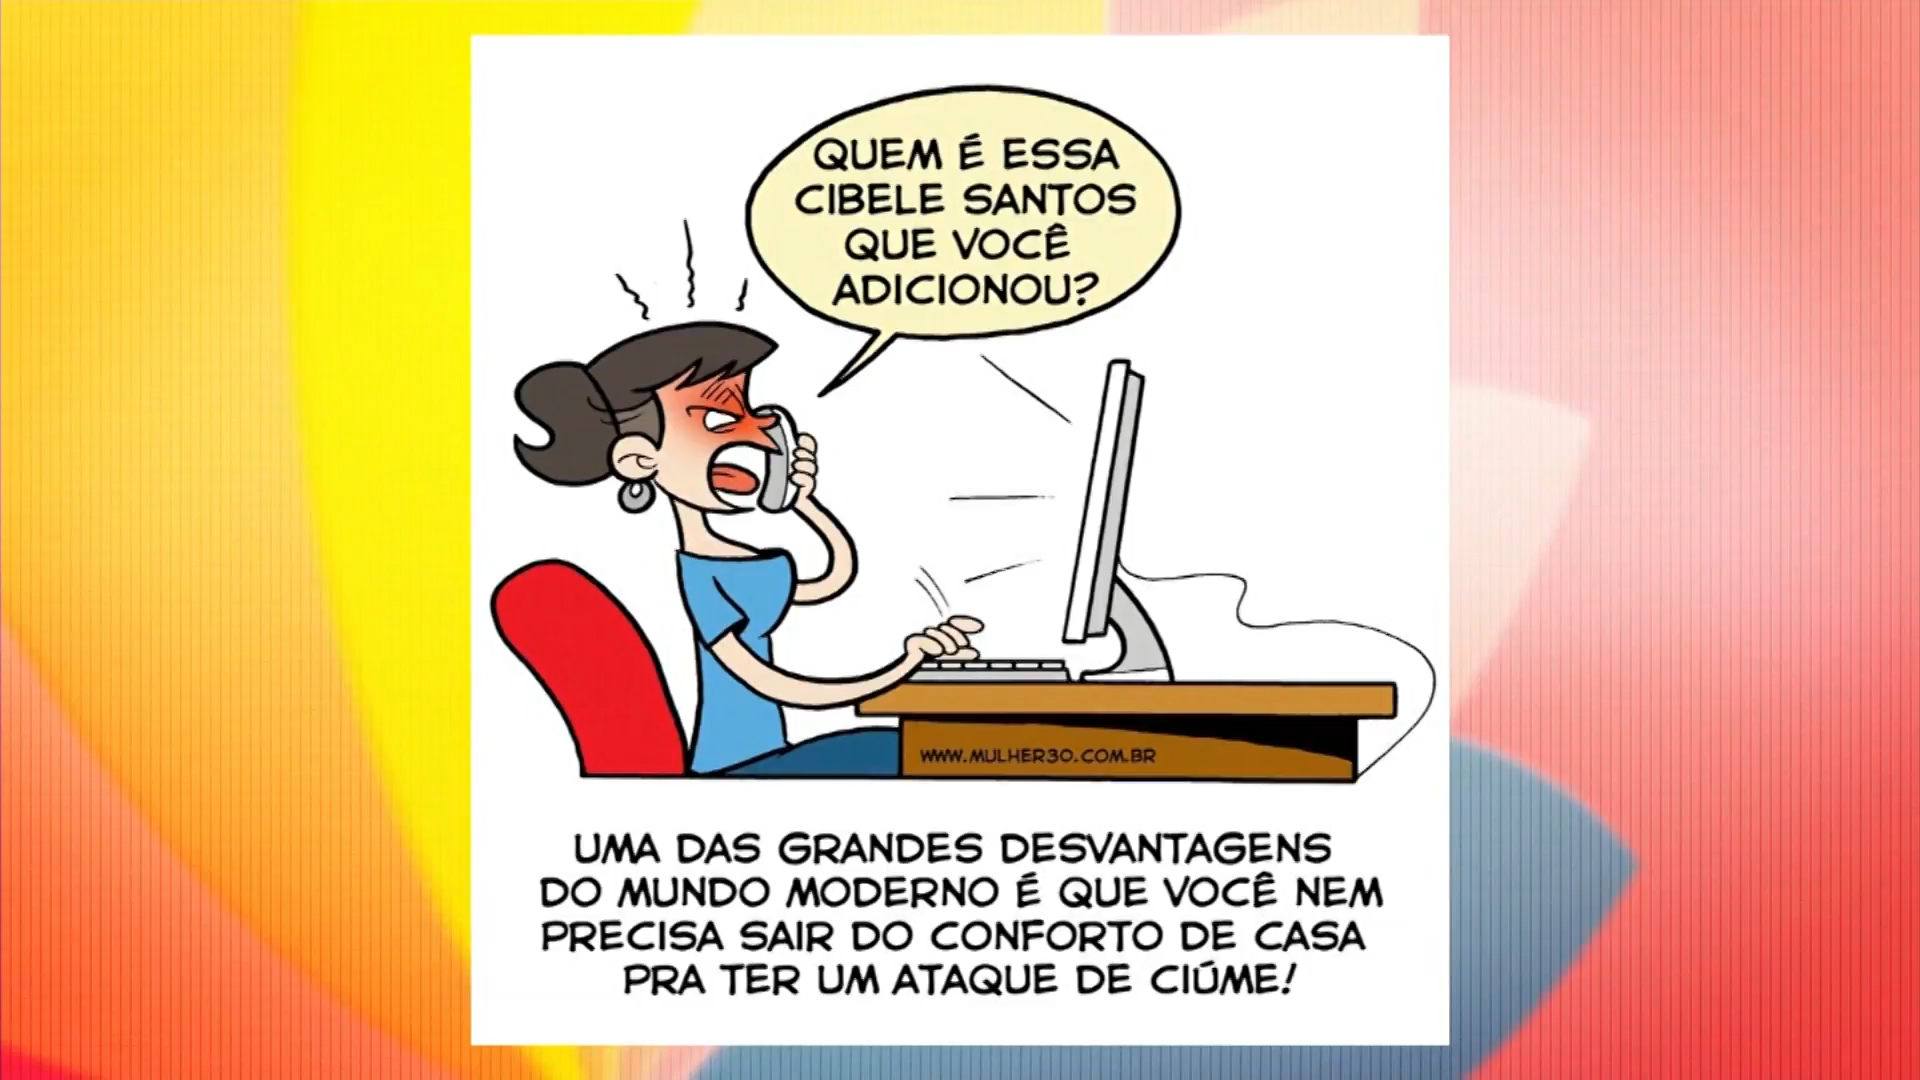 QUEM É ESSA
CIBELE SANTOS
QUE VOCÊ
ADICIONOU?
WWW.MULHER30.COM.BR
UMA DAS GRANDES DESVANTAGENS
DO MUNDO MODERNO É QUE VOCÊ NEM
PRECISA SAIR DO CONFORTO DE CASA
PRA TER UM ATAQUE DE CIÚME!